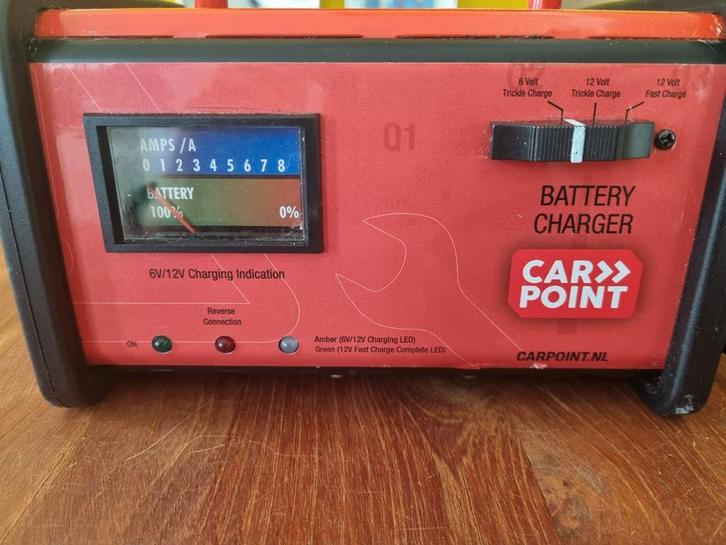 6 Volt
Trickle Charge
12 Volt
Trickle Charge
12 Volt
Fast Charge
AMPS /A
0 1 2 3 4 5 6 7 8
BATTERY
100% 0%
Q1
6V/12V Charging Indication
BATTERY
CHARGER
CAR
POINT
Reverse
Connection
ON
Amber (6V/12V Charging LED)
Green (12V Fast Charge Complete LED)
CARPOINT.NL